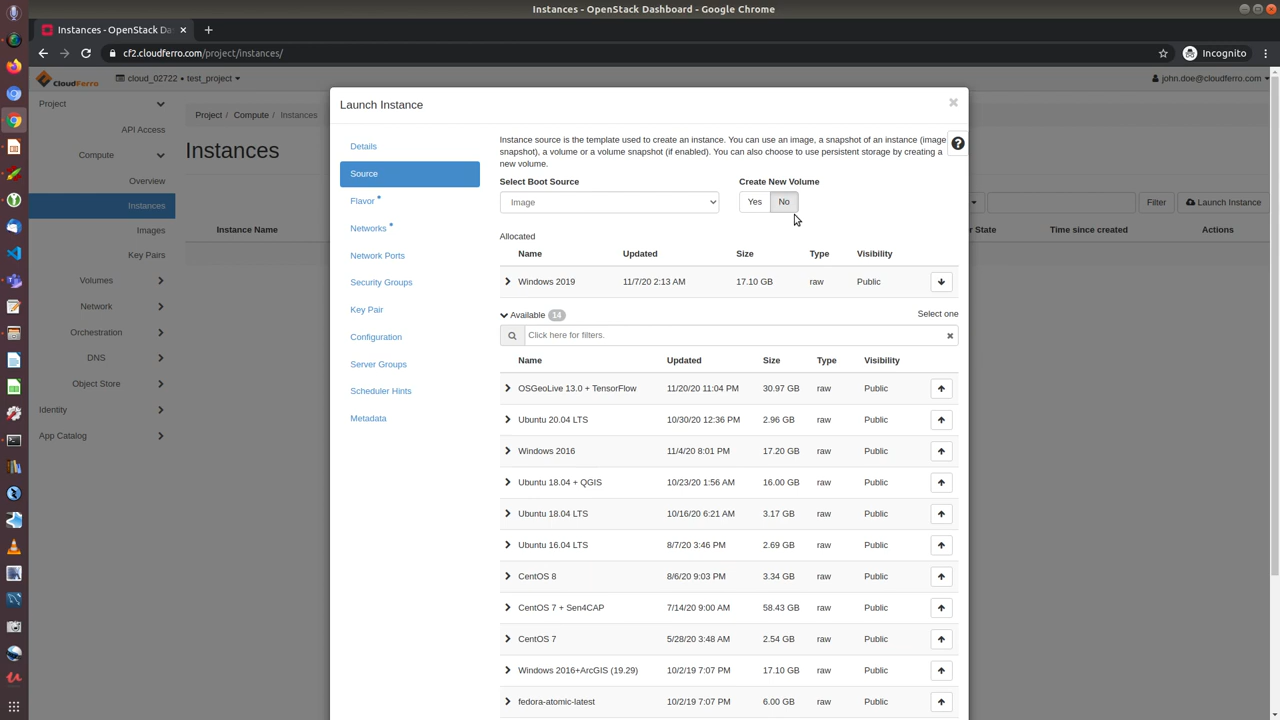 Instances - OpenStack Dashboard - Google Chrome
Instances - OpenStack Da
cf2.cloudferro.com/project/instances/
Incognito
CloudFerro
cloud_02722 • test_project
john.doe@cloudferro.com
Project
API Access
Compute
Overview
Instances
Images
Key Pairs
Volumes
Network
Orchestration
DNS
Object Store
Identity
App Catalog
Project / Compute / Instances
Instances
Filter
Launch Instance
Instance Name
r State
Time since created
Actions
Launch Instance
Details
Source
Flavor *
Networks *
Network Ports
Security Groups
Key Pair
Configuration
Server Groups
Scheduler Hints
Metadata
Instance source is the template used to create an instance. You can use an image, a snapshot of an instance (image
snapshot), a volume or a volume snapshot (if enabled). You can also choose to use persistent storage by creating a
new volume.
Select Boot Source
Create New Volume
Image
Yes No
Allocated
Name Updated Size Type Visibility
Windows 2019 11/7/20 2:13 AM 17.10 GB raw Public
Available 14
Select one
Click here for filters.
Name Updated Size Type Visibility
OSGeoLive 13.0 + TensorFlow 11/20/20 11:04 PM 30.97 GB raw Public
Ubuntu 20.04 LTS 10/30/20 12:36 PM 2.96 GB raw Public
Windows 2016 11/4/20 8:01 PM 17.20 GB raw Public
Ubuntu 18.04 + QGIS 10/23/20 1:56 AM 16.00 GB raw Public
Ubuntu 18.04 LTS 10/16/20 6:21 AM 3.17 GB raw Public
Ubuntu 16.04 LTS 8/7/20 3:46 PM 2.69 GB raw Public
CentOS 8 8/6/20 9:03 PM 3.34 GB raw Public
CentOS 7 + Sen4CAP 7/14/20 9:00 AM 58.43 GB raw Public
CentOS 7 5/28/20 3:48 AM 2.54 GB raw Public
Windows 2016+ArcGIS (19.29) 10/2/19 7:07 PM 17.10 GB raw Public
fedora-atomic-latest 10/2/19 7:07 PM 6.00 GB raw Public